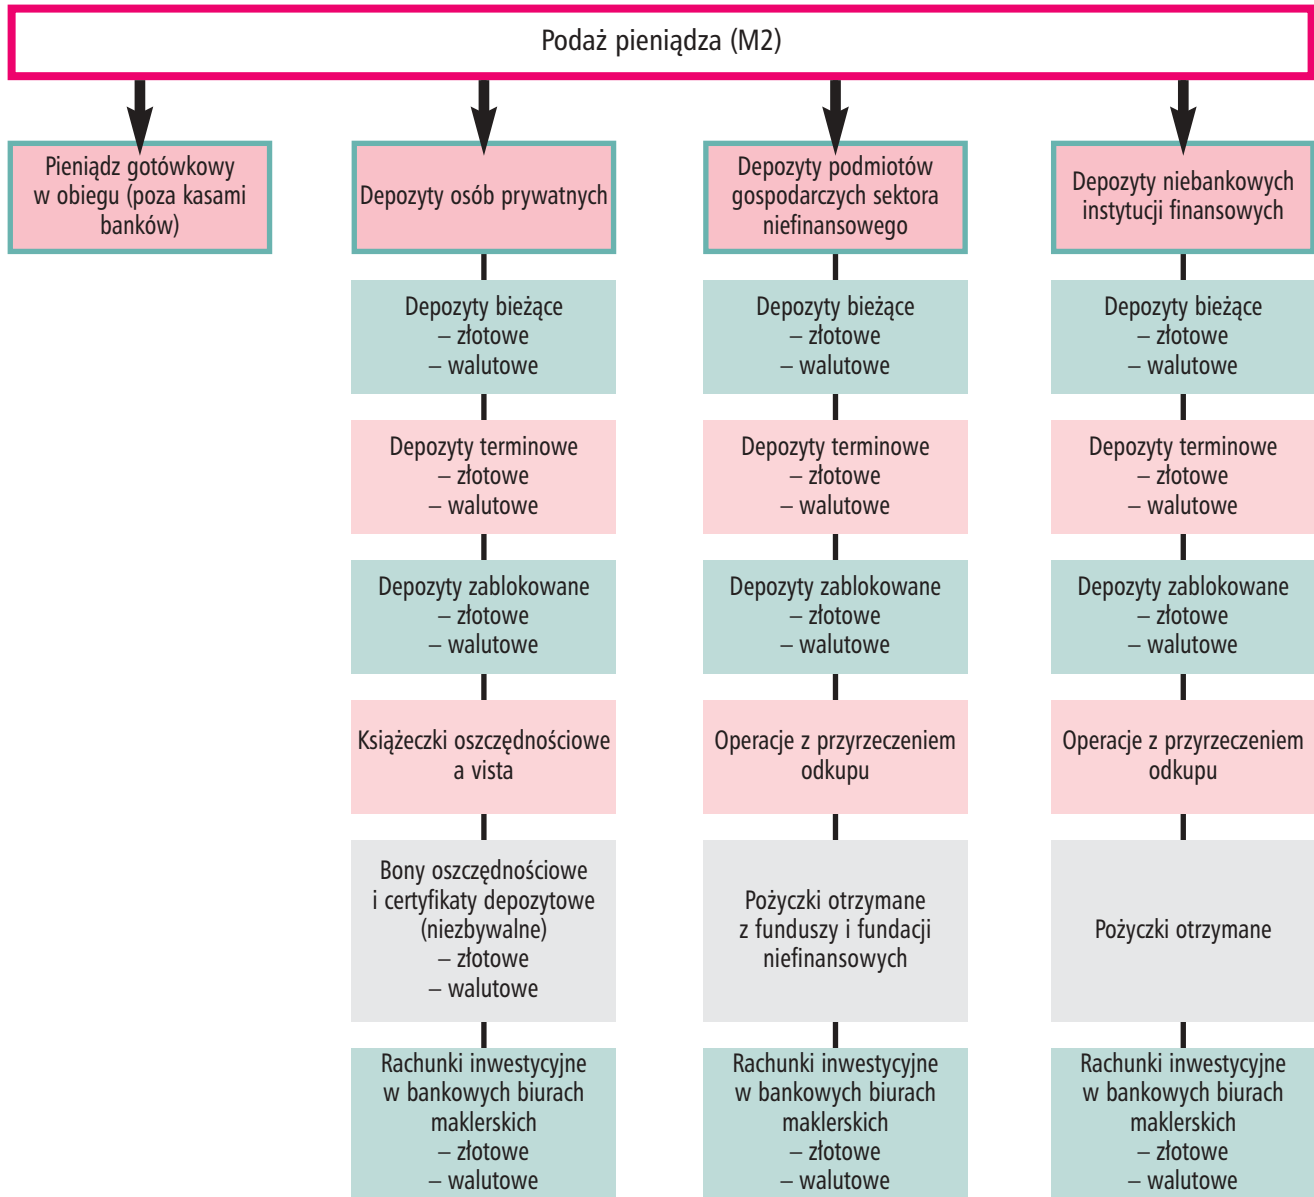 Podaż pieniądza (M2)
Pieniądz gotówkowy
w obiegu (poza kasami
banków)
Depozyty osób prywatnych
Depozyty podmiotów
gospodarczych sektora
niefinansowego
Depozyty niebankowych
instytucji finansowych
Depozyty bieżące
– złotowe
– walutowe
Depozyty bieżące
– złotowe
– walutowe
Depozyty bieżące
– złotowe
– walutowe
Depozyty terminowe
– złotowe
– walutowe
Depozyty terminowe
– złotowe
– walutowe
Depozyty terminowe
– złotowe
– walutowe
Depozyty zablokowane
– złotowe
– walutowe
Depozyty zablokowane
– złotowe
– walutowe
Depozyty zablokowane
– złotowe
– walutowe
Książeczki oszczędnościowe
a vista
Operacje z przyrzeczeniem
odkupu
Operacje z przyrzeczeniem
odkupu
Bony oszczędnościowe
i certyfikaty depozytowe
(niezbywalne)
– złotowe
– walutowe
Pożyczki otrzymane
z funduszy i fundacji
niefinansowych
Pożyczki otrzymane
Rachunki inwestycyjne
w bankowych biurach
maklerskich
– złotowe
– walutowe
Rachunki inwestycyjne
w bankowych biurach
maklerskich
– złotowe
– walutowe
Rachunki inwestycyjne
w bankowych biurach
maklerskich
– złotowe
– walutowe